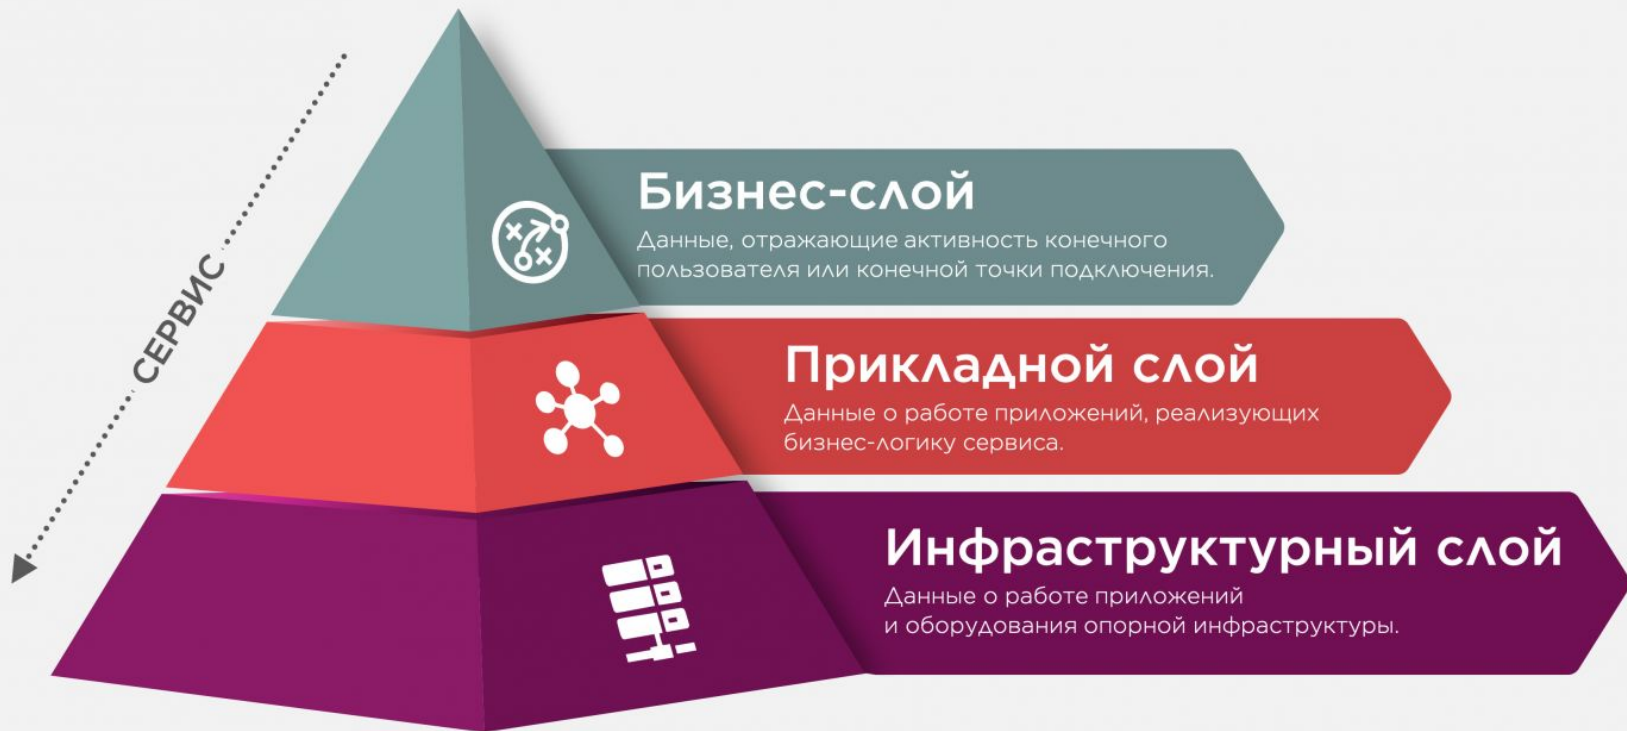 СЕРВИС
Бизнес-слой
Данные, отражающие активность конечного
пользователя или конечной точки подключения.
Прикладной слой
Данные о работе приложений, реализующих
бизнес-логику сервиса.
Инфраструктурный слой
Данные о работе приложений
и оборудования опорной инфраструктуры.